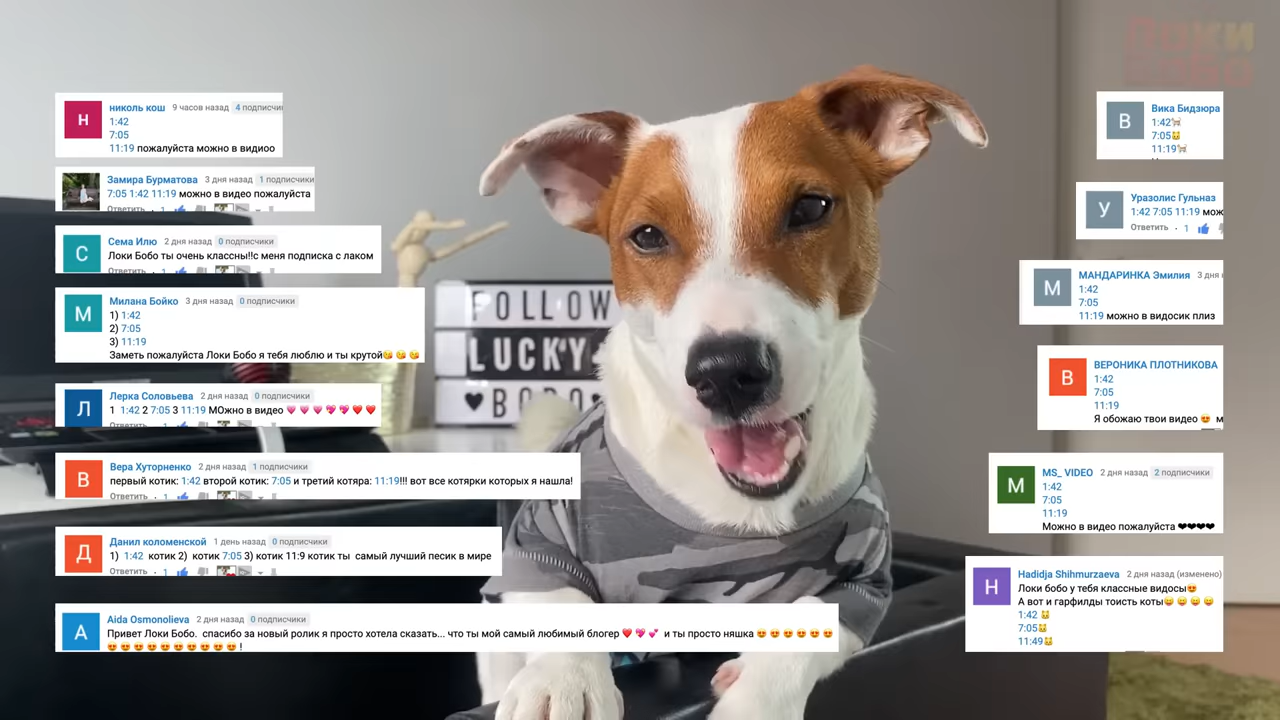 николь кош 9 часов назад 4 подписчи
1:42
7:05
11:19 пожалуйста можно в видиоо
Замира Бурматова 3 дня назад 1 подписчики
7:05 1:42 11:19 можно в видео пожалуйста
Ответить 1
Сема Илю 2 дня назад 0 подписчики
Локи Бобо ты очень классны!!с меня подписка с лаком
Ответить 1
Милана Бойко 3 дня назад 0 подписчики
1) 1:42
2) 7:05
3) 11:19
Заметь пожалуйста Локи Бобо я тебя люблю и ты крутой😘😘😘
Лерка Соловьева 2 дня назад 0 подписчики
1 1:42 2 7:05 3 11:19 МОжно в видео 💗💗💗💖💖❤❤
Ответить 1
Вера Хуторненко 2 дня назад 1 подписчики
первый котик: 1:42 второй котик: 7:05 и третий котяра: 11:19!!! вот все котярки которых я нашла!
Ответить 1
Данил коломенской 1 день назад 0 подписчики
1) 1:42 котик 2) котик 7:05 3) котик 11:9 котик ты самый лучший песик в мире
Ответить 1
Aida Osmonolieva 2 дня назад 0 подписчики
Привет Локи Бобо. спасибо за новый ролик я просто хотела сказать... что ты мой самый любимый блогер ❤💖💕 и ты просто няшка 😍😍😍😍😍😍
😍😍😍😍😍😍😍😍😍😍 !
FOLLOW
LUCKY
♥ BOBO
Локи
Бобо
Вика Бидзюра
1:42🐈
7:05🐱
11:19🐈
Уразолис Гульназ
1:42 7:05 11:19 мож
Ответить 1
МАНДАРИНКА Эмилия 3 дня
1:42
7:05
11:19 можно в видосик плиз
ВЕРОНИКА ПЛОТНИКОВА
1:42
7:05
11:19
Я обожаю твои видео 😍 м
MS_ VIDEO 2 дня назад 2 подписчики
1:42
7:05
11:19
Можно в видео пожалуйста ❤❤❤❤
Hadidja Shihmurzaeva 2 дня назад (изменено)
Локи бобо у тебя классные видосы😍
А вот и гарфилды тоисть коты😄😄😄😄
1:42 🐱
7:05🐱
11:49🐱